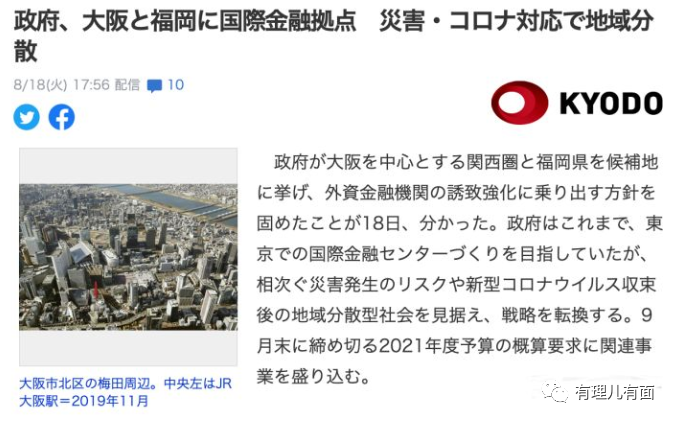 政府、大阪と福岡に国際金融拠点　災害・コロナ対応で地域分
散
8/18(火) 17:56 配信 10
KYODO
政府が大阪を中心とする関西圏と福岡県を候補地
に挙げ、外資金融機関の誘致強化に乗り出す方針を
固めたことが18日、分かった。政府はこれまで、東
京での国際金融センターづくりを目指していたが、
相次ぐ災害発生のリスクや新型コロナウイルス収束
後の地域分散型社会を見据え、戦略を転換する。9
月末に締め切る2021年度予算の概算要求に関連事
業を盛り込む。
大阪市北区の梅田周辺。中央左はJR
大阪駅＝2019年11月
有理儿有面